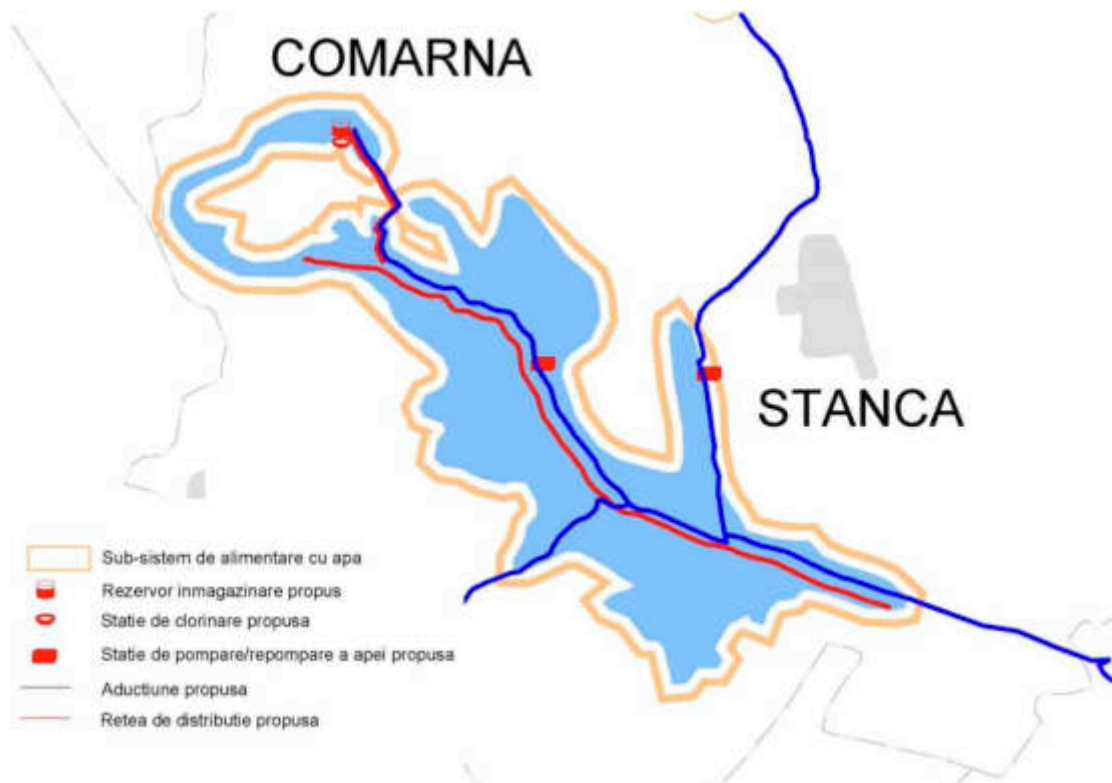 COMARNA
STANCA
Sub-sistem de alimentare cu apa
Rezervor inmagazinare propus
Statie de clorinare propusa
Statie de pompare/repompare a apei propusa
Aductiune propusa
Retea de distributie propusa